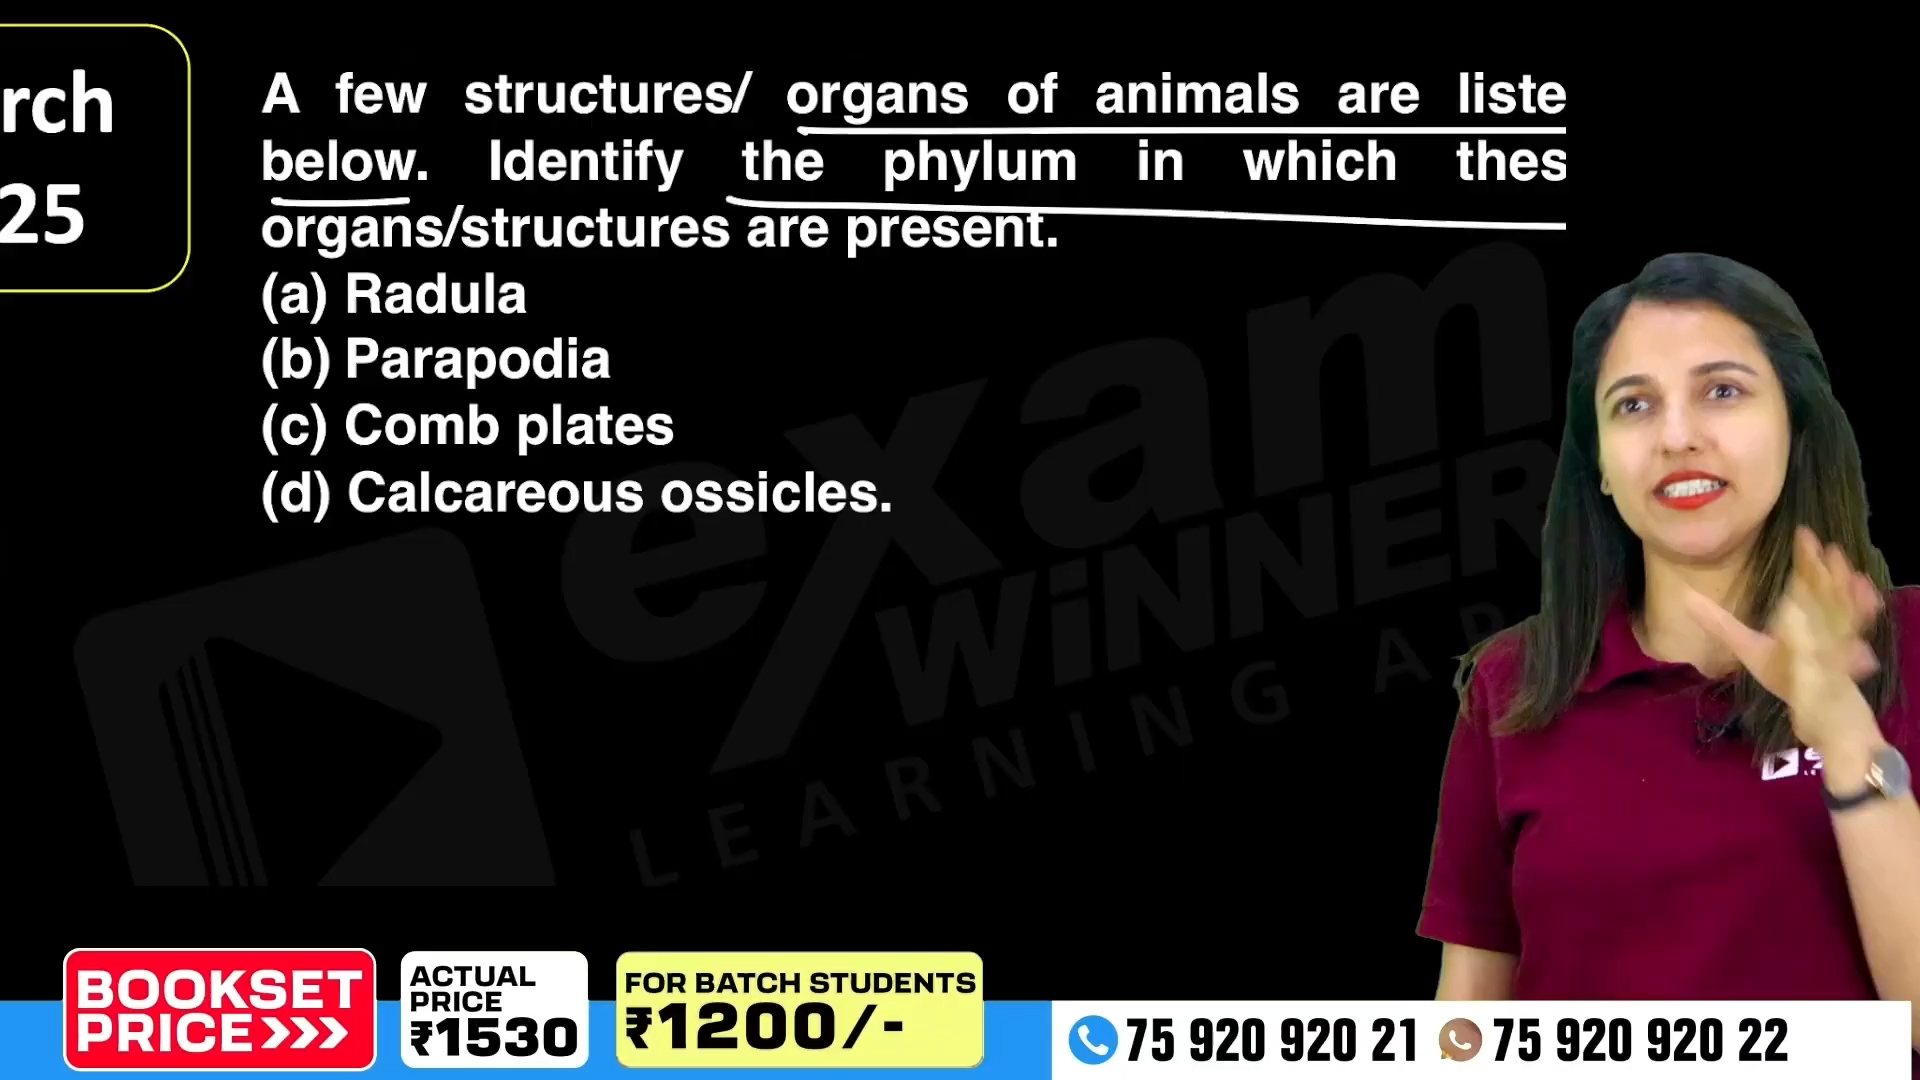 rch
25
A few structures/ organs of animals are liste
below. Identify the phylum in which thes
organs/structures are present.
(a) Radula
(b) Parapodia
(c) Comb plates
(d) Calcareous ossicles.
exam
WiNNER
LEARNING AP
BOOKSET
PRICE>>>
ACTUAL
PRICE
₹1530
FOR BATCH STUDENTS
₹1200/-
75 920 920 21
75 920 920 22